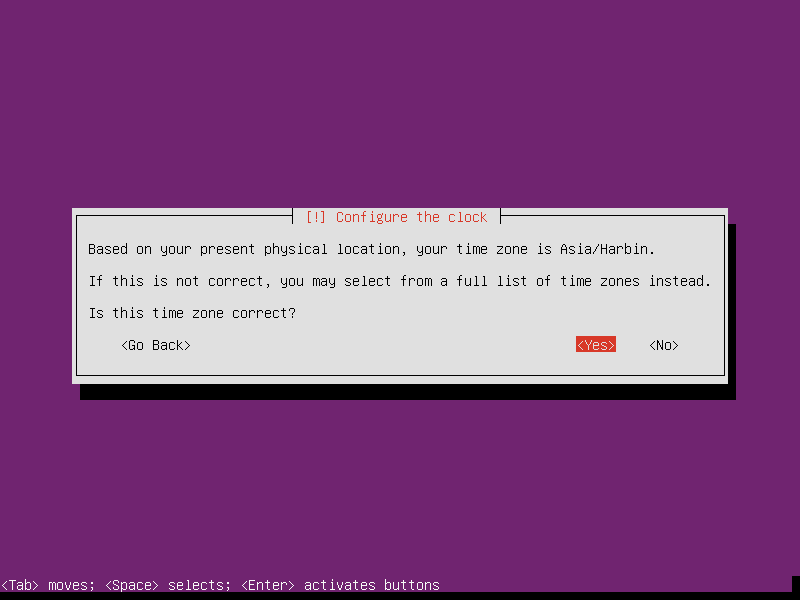 [!] Configure the clock
Based on your present physical location, your time zone is Asia/Harbin.
If this is not correct, you may select from a full list of time zones instead.
Is this time zone correct?
<Go Back> <Yes> <No>
<Tab> moves; <Space> selects; <Enter> activates buttons